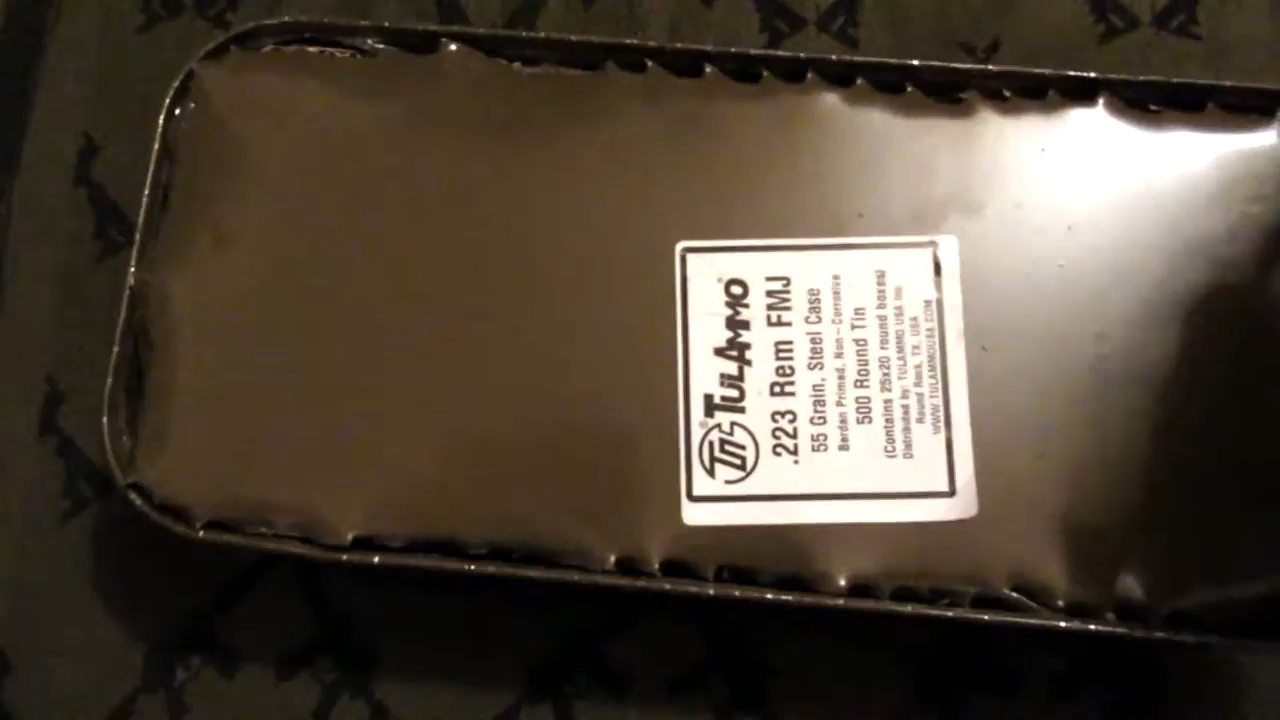 TulAmmo®
.223 Rem FMJ
55 Grain, Steel Case
Berdan Primed, Non-Corrosive
500 Round Tin
(Contains 25x20 round boxes)
Distributed by: TULAMMO USA Inc
Round Rock, TX, USA
WWW.TULAMMOUSA.COM